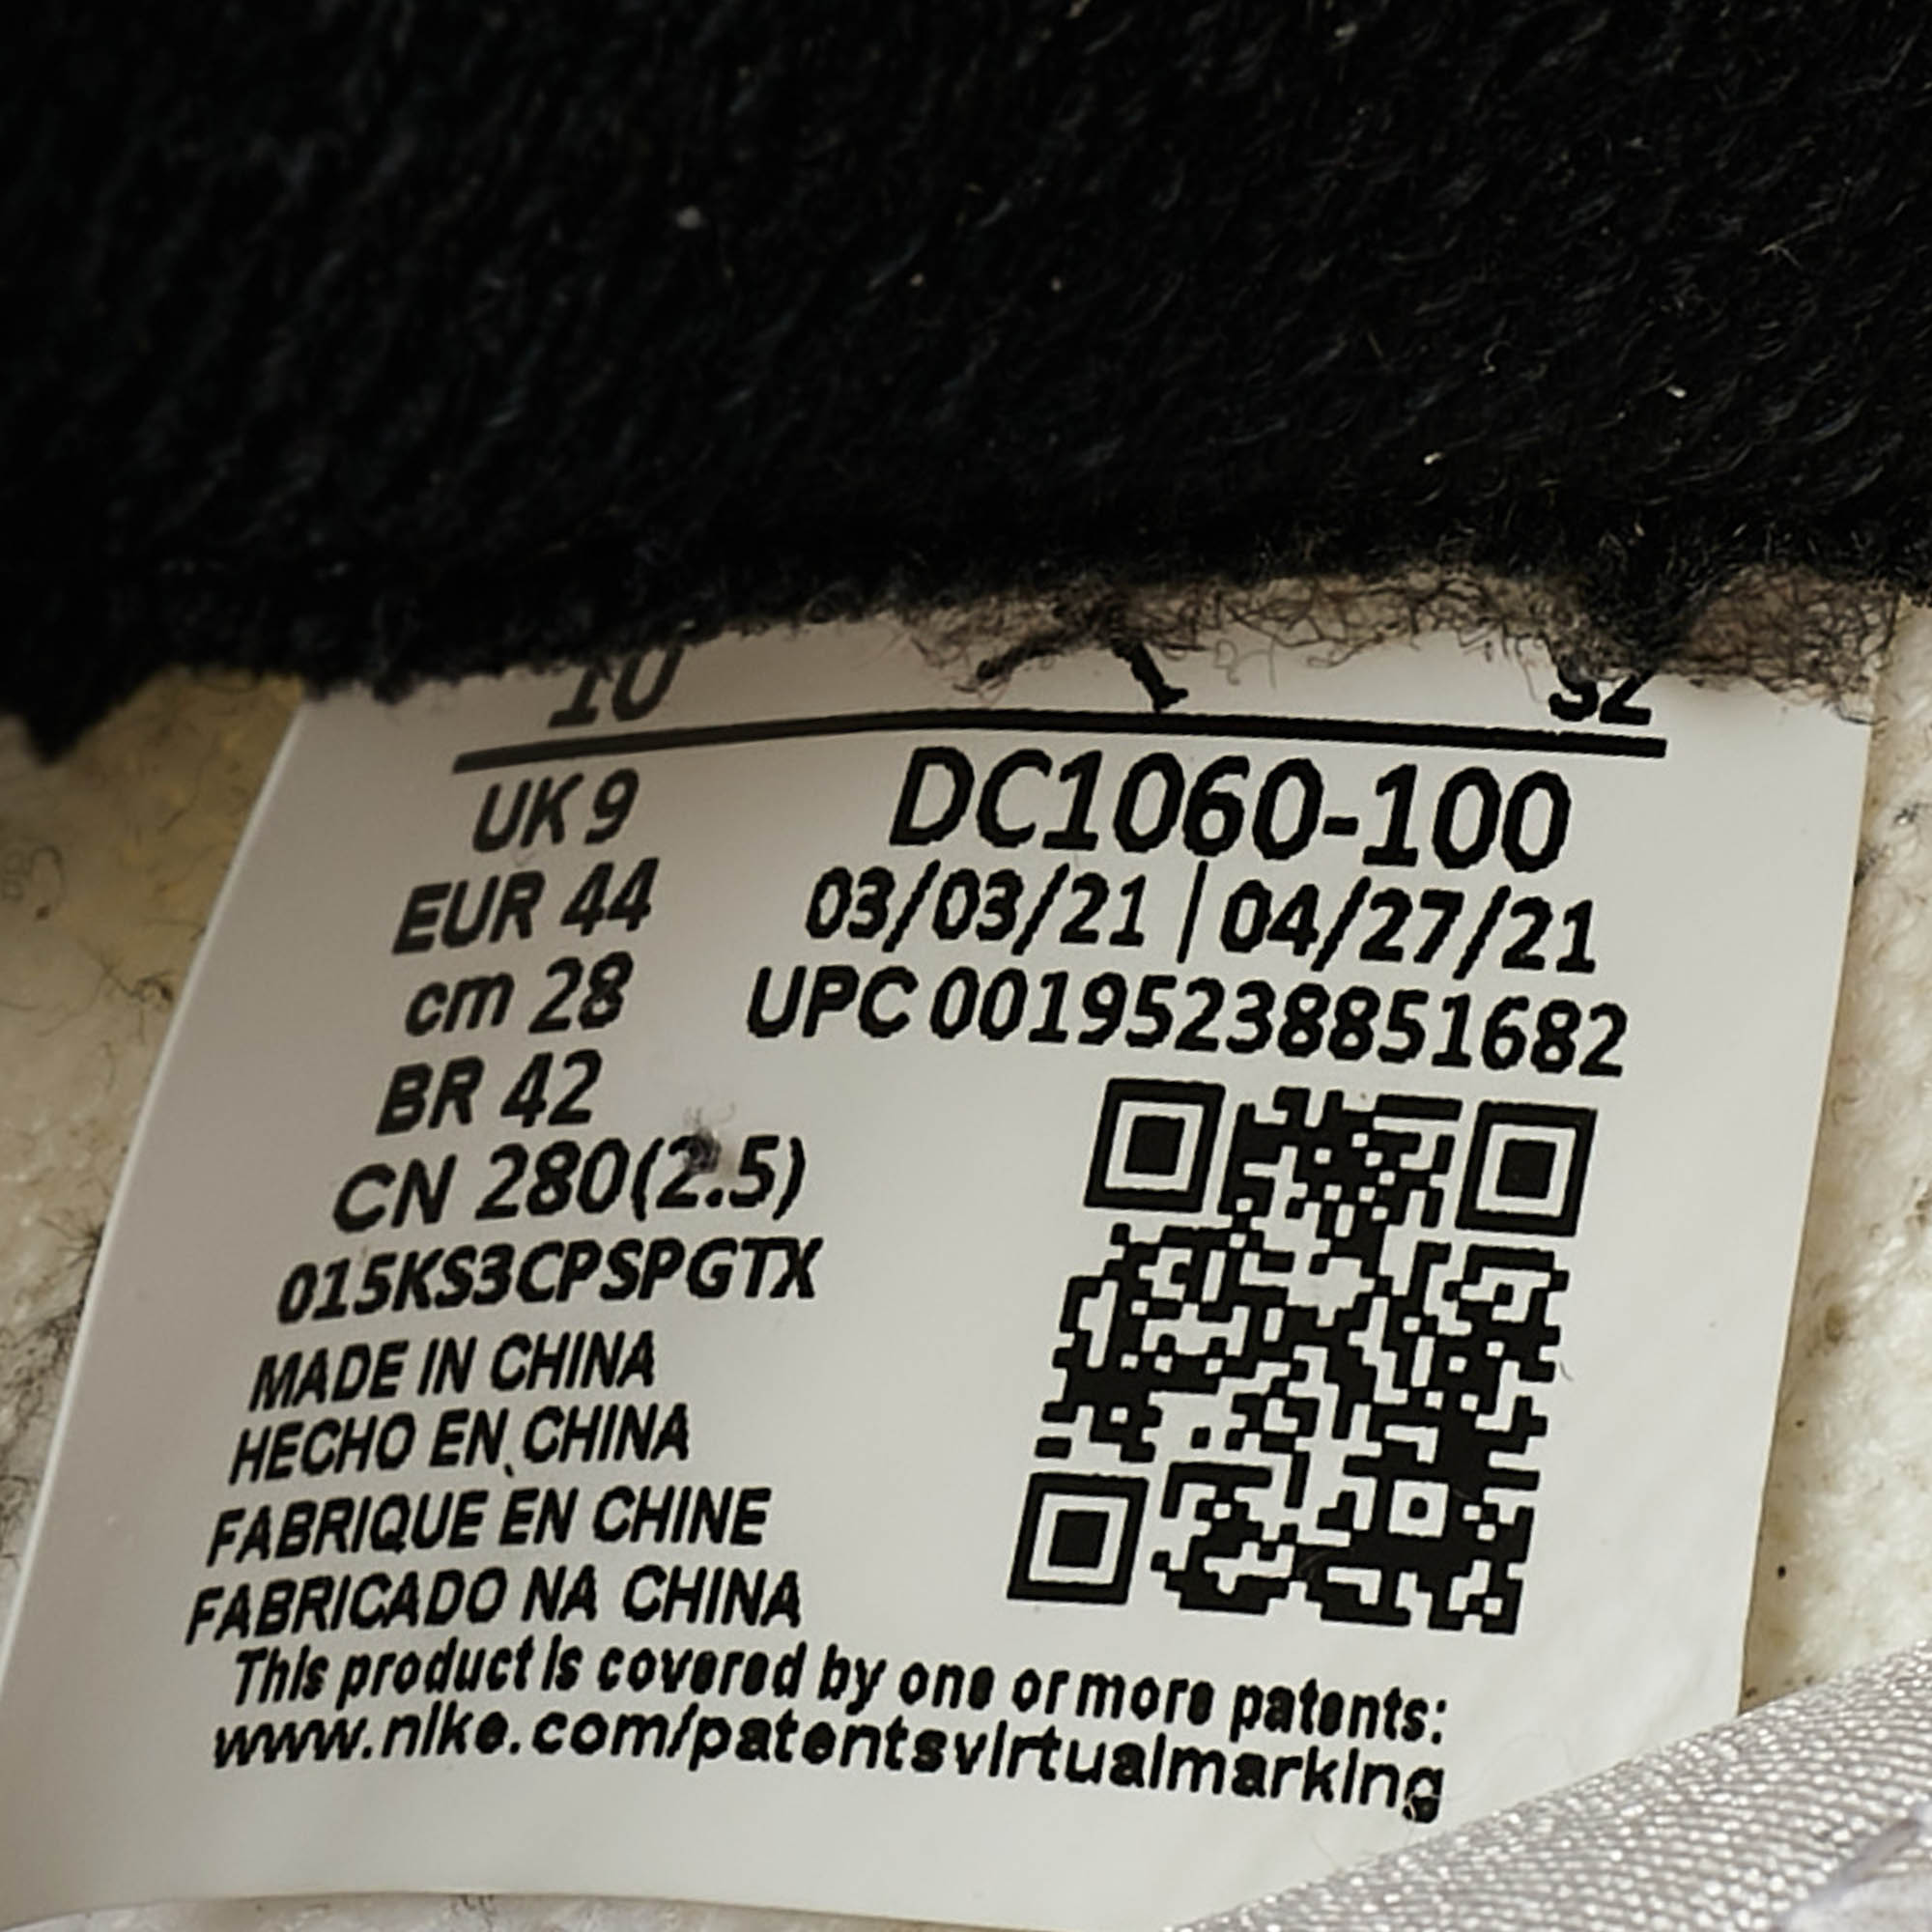 10
UK 9
EUR 44
cm 28
BR 42
CN 280(2.5)
015KS3CPSPGTX
MADE IN CHINA
HECHO EN CHINA
FABRIQUE EN CHINE
FABRICADO NA CHINA
DC1060-100
03/03/21 | 04/27/21
UPC 00195238851682
This product is covered by one or more patents:
www.nike.com/patentsvirtualmarking